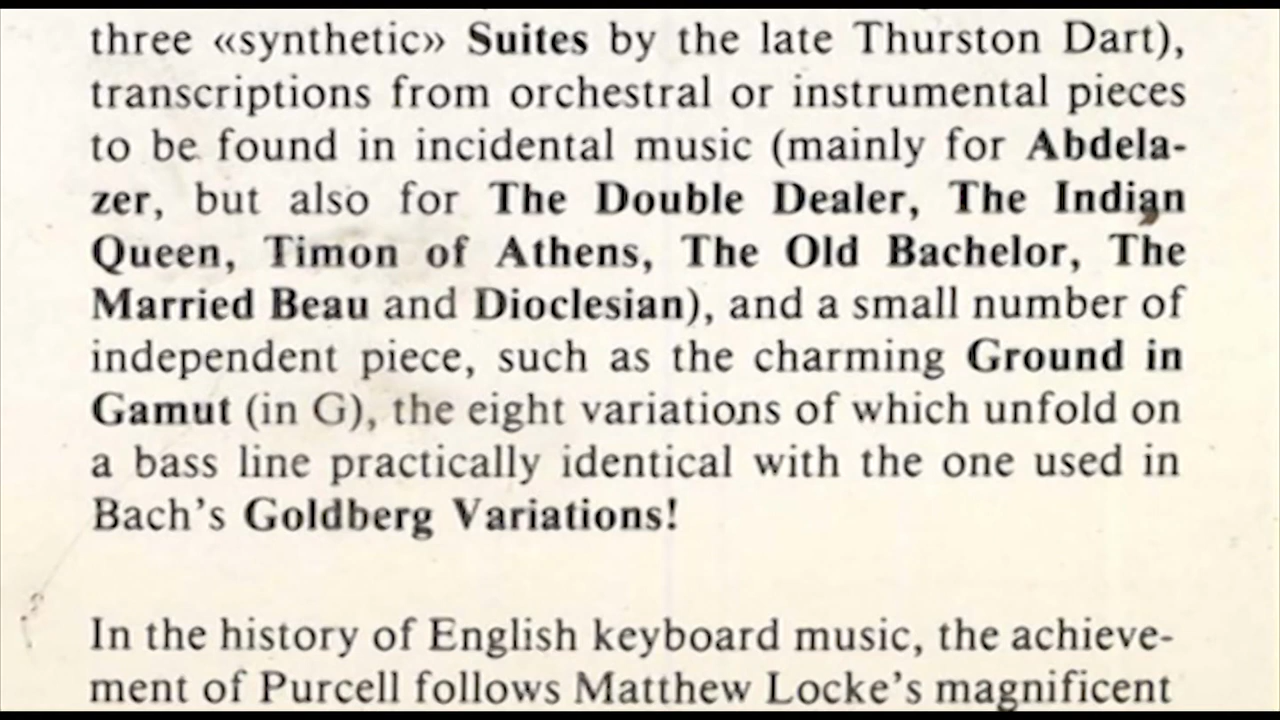 three «synthetic» Suites by the late Thurston Dart),
transcriptions from orchestral or instrumental pieces
to be found in incidental music (mainly for Abdela-
zer, but also for The Double Dealer, The Indian
Queen, Timon of Athens, The Old Bachelor, The
Married Beau and Dioclesian), and a small number of
independent piece, such as the charming Ground in
Gamut (in G), the eight variations of which unfold on
a bass line practically identical with the one used in
Bach's Goldberg Variations!
In the history of English keyboard music, the achieve-
ment of Purcell follows Matthew Locke's magnificent